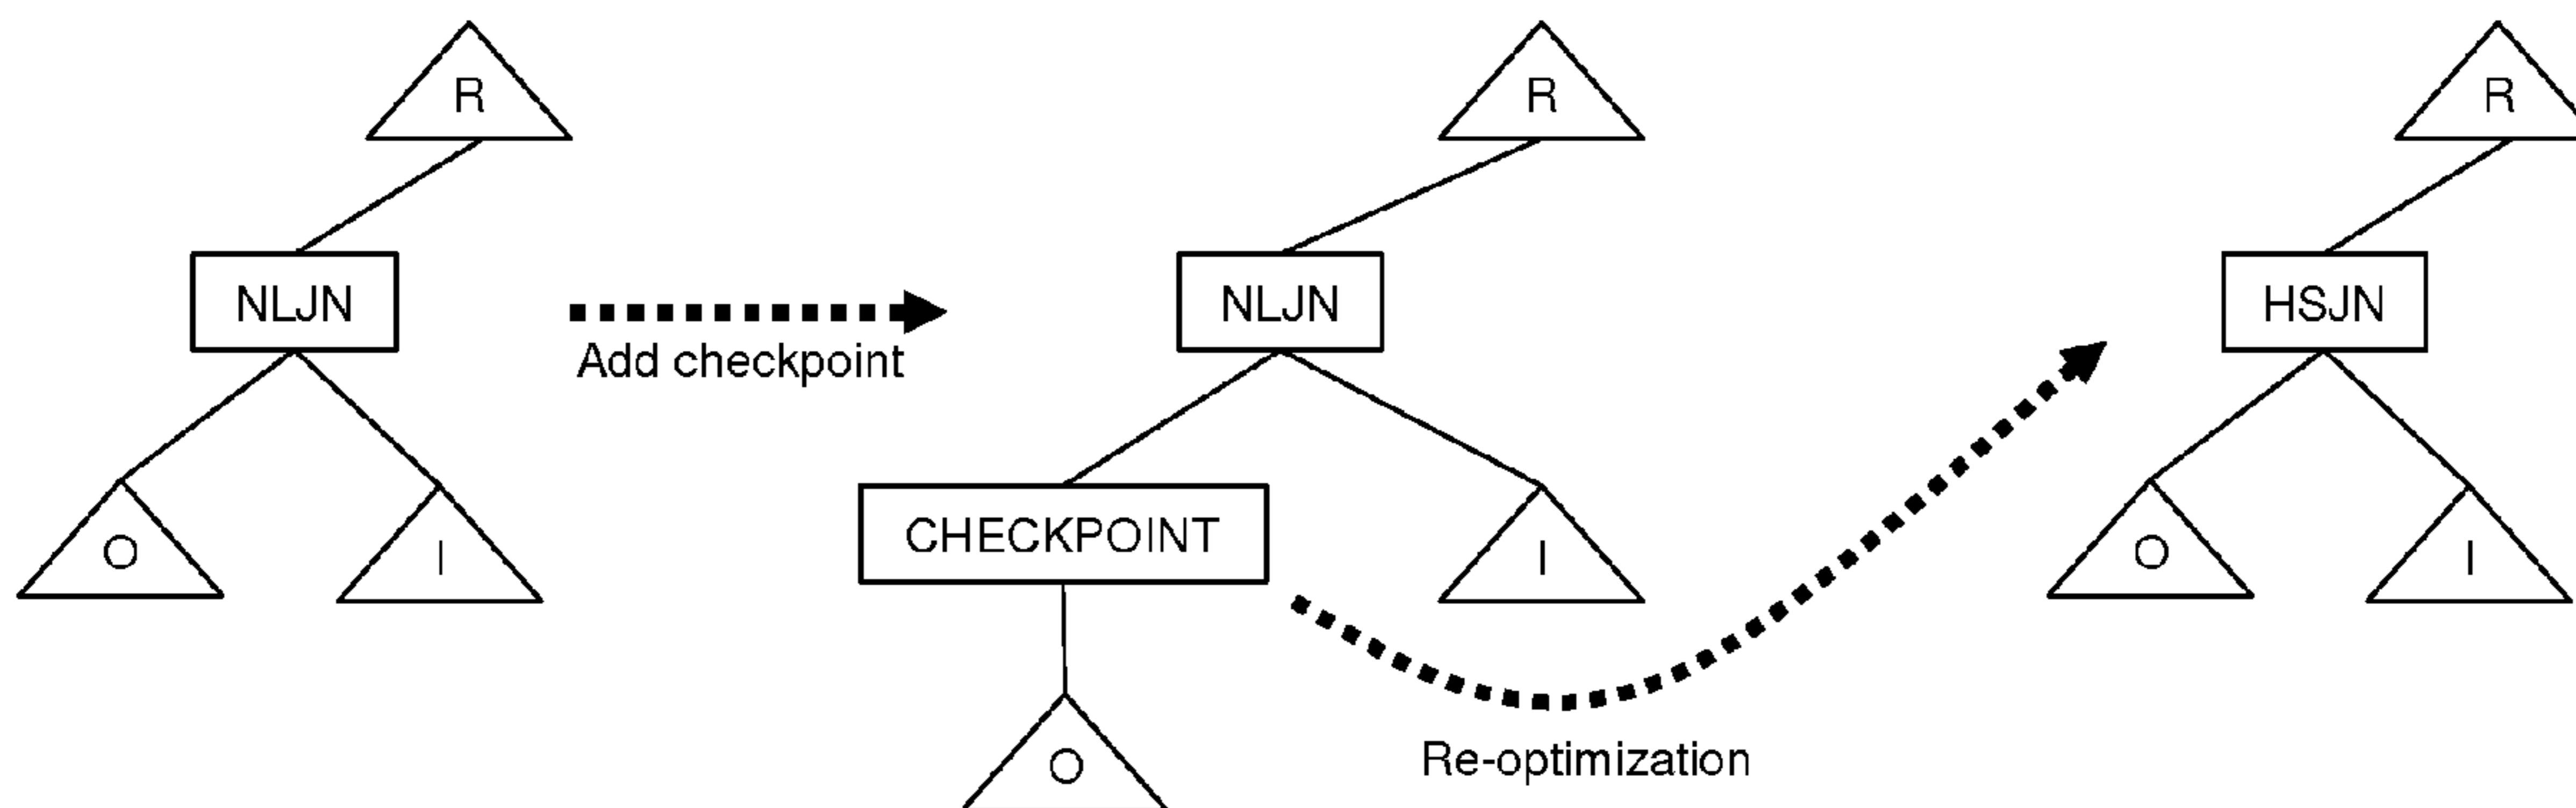 R
NLJN
O
I
Add checkpoint
R
NLJN
CHECKPOINT
I
O
Re-optimization
R
HSJN
O
I